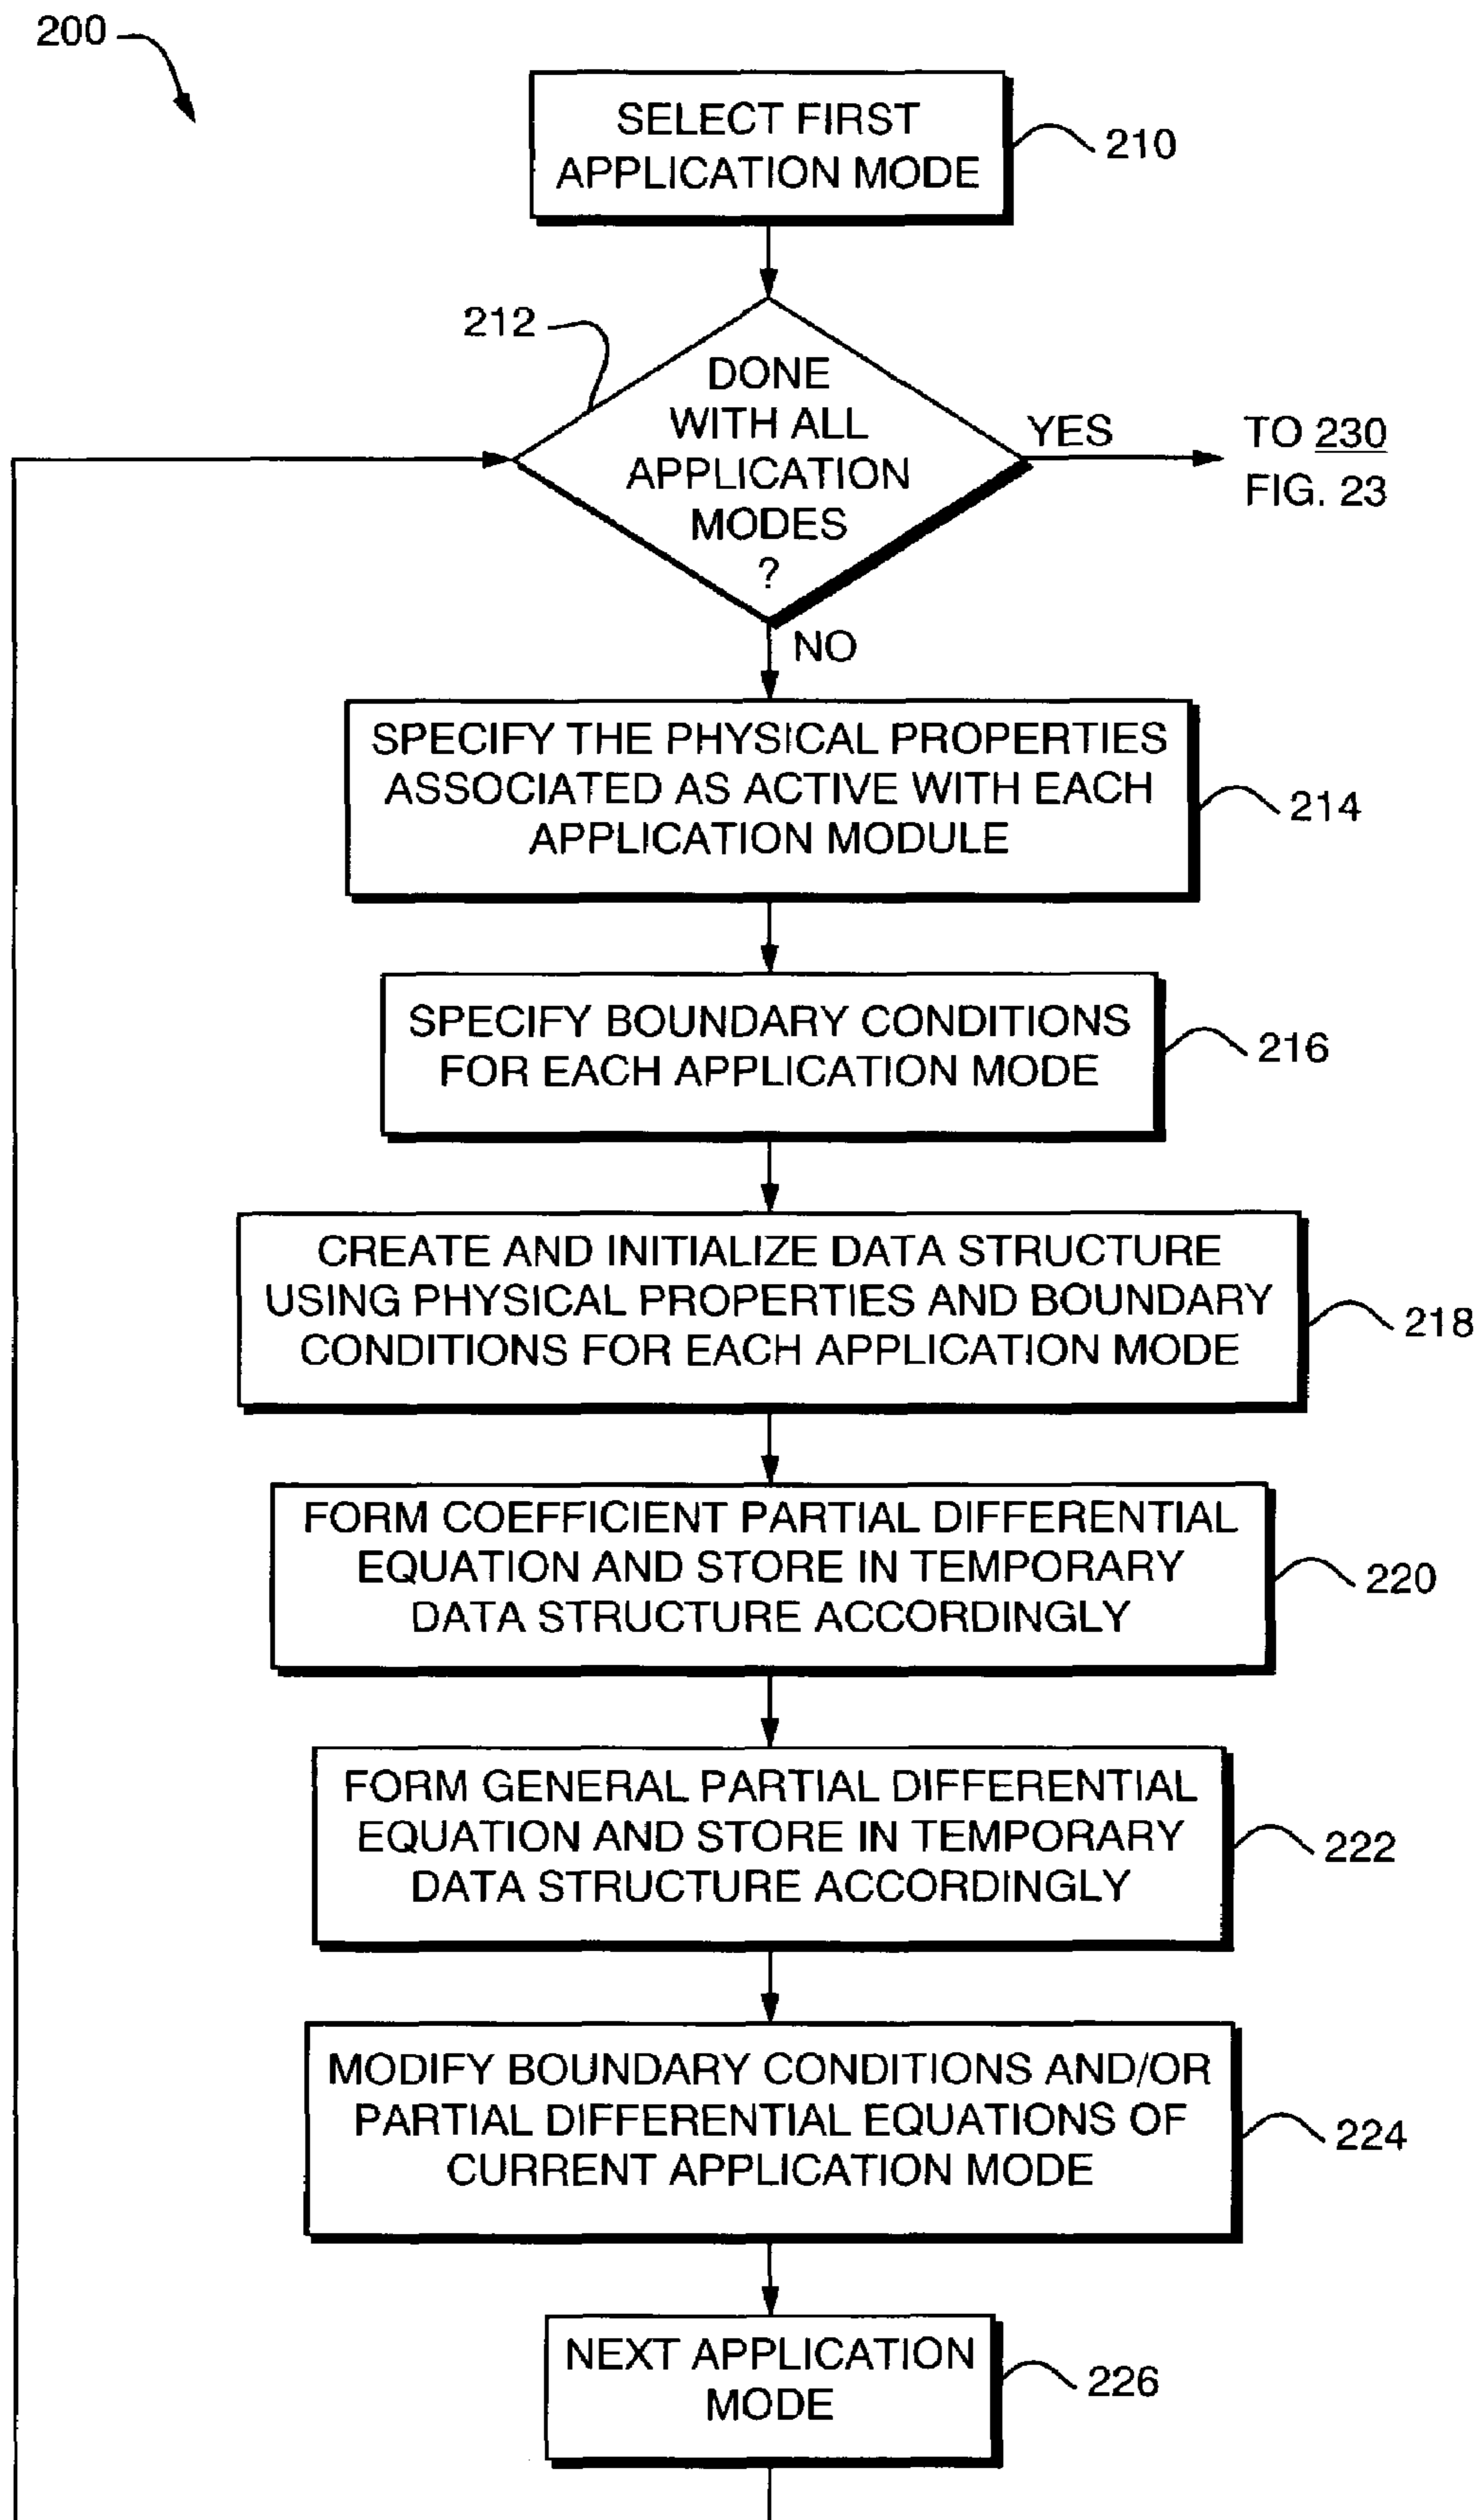 200
SELECT FIRST
APPLICATION MODE
210
212
DONE
WITH ALL
APPLICATION
MODES
?
YES
TO 230
FIG. 23
NO
SPECIFY THE PHYSICAL PROPERTIES
ASSOCIATED AS ACTIVE WITH EACH
APPLICATION MODULE
214
SPECIFY BOUNDARY CONDITIONS
FOR EACH APPLICATION MODE
216
CREATE AND INITIALIZE DATA STRUCTURE
USING PHYSICAL PROPERTIES AND BOUNDARY
CONDITIONS FOR EACH APPLICATION MODE
218
FORM COEFFICIENT PARTIAL DIFFERENTIAL
EQUATION AND STORE IN TEMPORARY
DATA STRUCTURE ACCORDINGLY
220
FORM GENERAL PARTIAL DIFFERENTIAL
EQUATION AND STORE IN TEMPORARY
DATA STRUCTURE ACCORDINGLY
222
MODIFY BOUNDARY CONDITIONS AND/OR
PARTIAL DIFFERENTIAL EQUATIONS OF
CURRENT APPLICATION MODE
224
NEXT APPLICATION
MODE
226